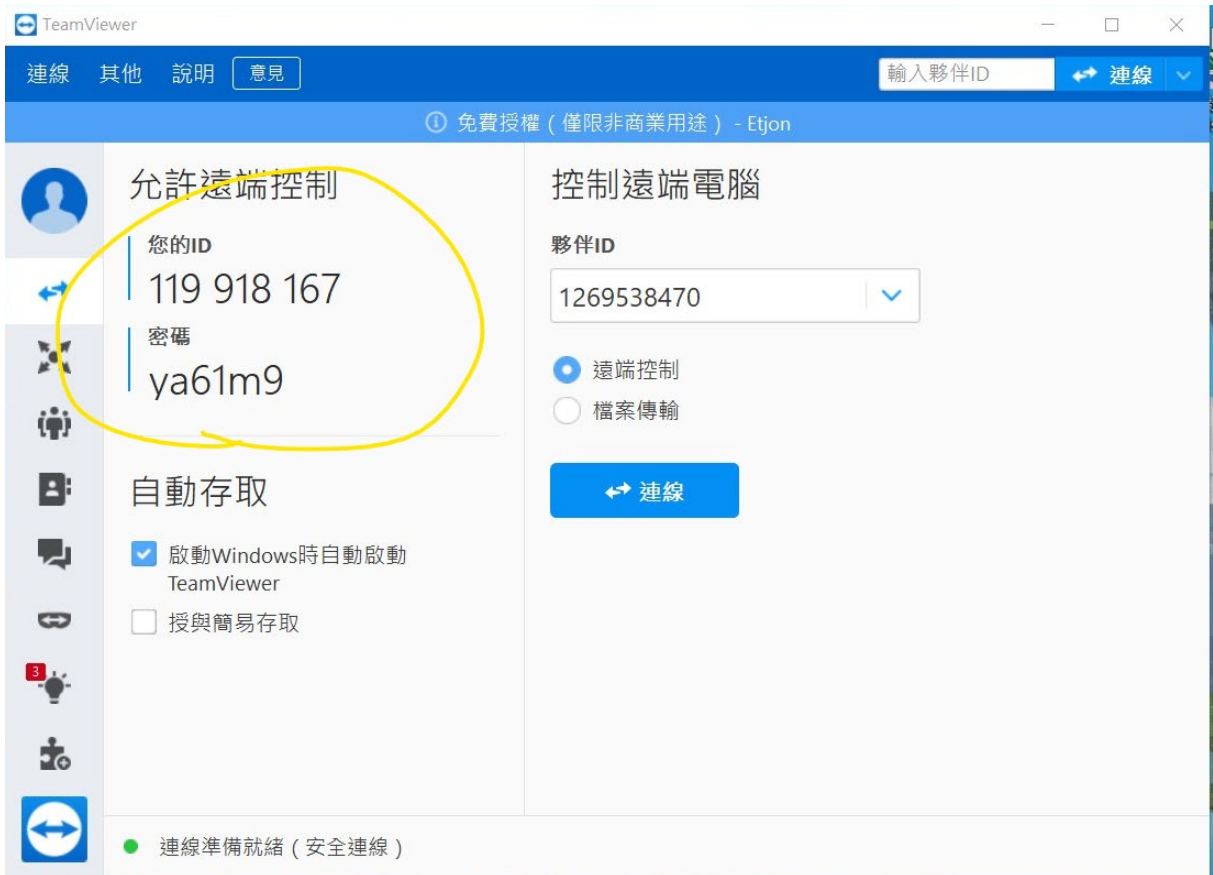 TeamViewer
連線 其他 說明 意見 輸入夥伴ID 連線
免費授權（僅限非商業用途） - Etjon
允許遠端控制
您的ID
119 918 167
密碼
ya61m9
自動存取
啟動Windows時自動啟動
TeamViewer
授與簡易存取
控制遠端電腦
夥伴ID
1269538470
遠端控制
檔案傳輸
連線
3
連線準備就緒（安全連線）